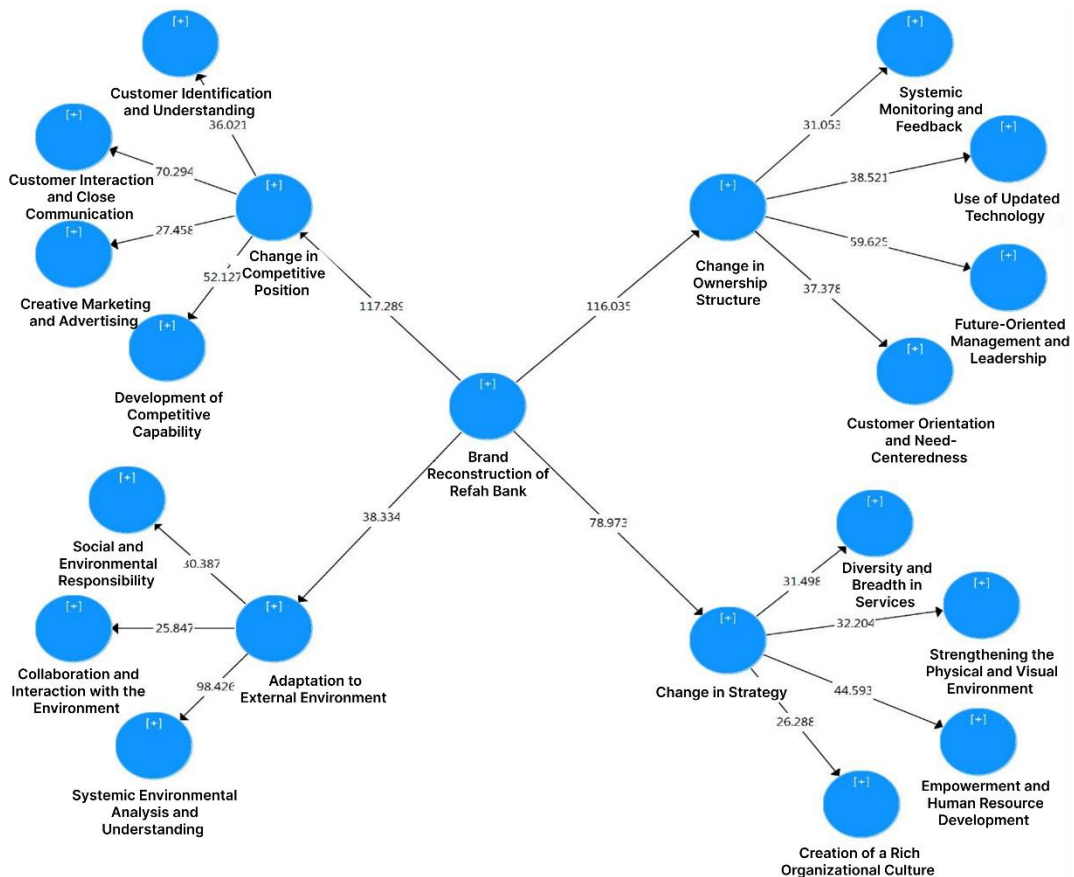 [+]
Customer Identification
and Understanding
36.021
[+]
70.294
Customer Interaction
and Close
Communication
[+]
27.458
Creative Marketing
and Advertising
[+]
Change in
Competitive
Position
52.127
[+]
Development of
Competitive
Capability
117.289
[+]
Systemic
Monitoring and
Feedback
31.053
[+]
38.521
Use of Updated
Technology
[+]
Change in
Ownership
Structure
59.625
[+]
Future-Oriented
Management and
Leadership
37.378
[+]
Customer Orientation
and Need-
Centeredness
116.035
[+]
Brand
Reconstruction of
Refah Bank
38.334
78.973
[+]
Social and
Environmental
Responsibility
30.387
[+]
25.847
Collaboration and
Interaction with the
Environment
[+]
Adaptation to
External Environment
98.426
[+]
Systemic Environmental
Analysis and
Understanding
[+]
Diversity and
Breadth in
Services
31.498
[+]
32.204
Strengthening the
Physical and Visual
Environment
[+]
Change in Strategy
44.593
[+]
Empowerment and
Human Resource
Development
26.288
[+]
Creation of a Rich
Organizational Culture